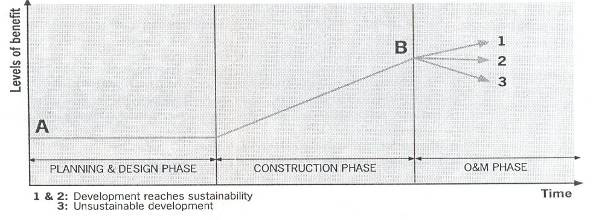 Levels of benefit
A
B
1
2
3
PLANNING & DESIGN PHASE
CONSTRUCTION PHASE
O&M PHASE
1 & 2: Development reaches sustainability
3: Unsustainable development
Time